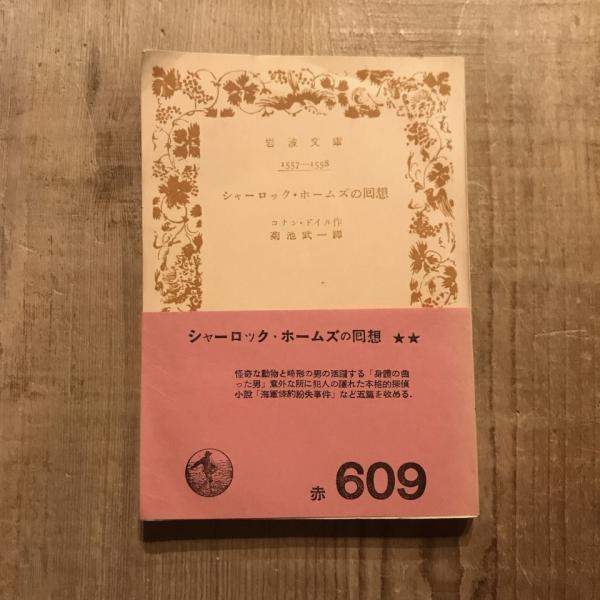 岩波文庫
1557—1558
シャーロック・ホームズの回想
コナン・ドイル作
菊池武一譯
シャーロック・ホームズの回想 ★★
怪奇な動物と畸形の男の活躍する「身體の曲
った男」意外な所に犯人の護れた本格的探偵
小說「海軍條約紛失事件」など五篇を收める.
赤 609